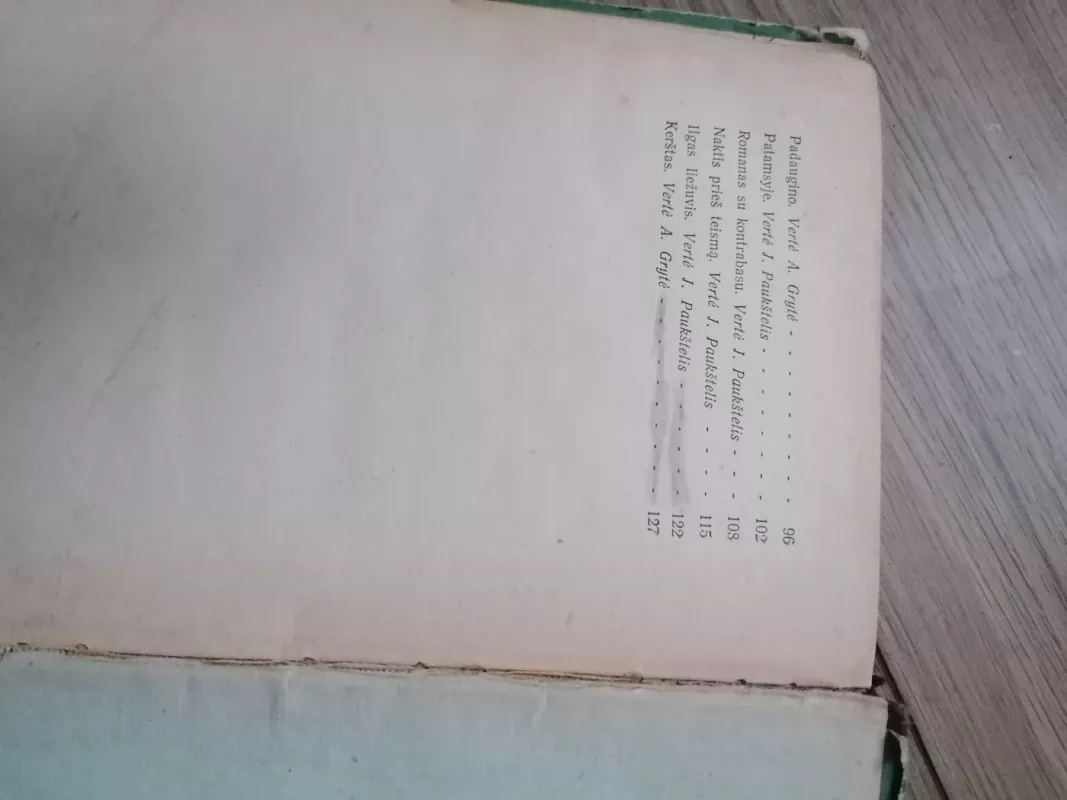 Padaugino. Vertė A. Grytė - - - - - - - - 96
Patamsyje. Vertė J. Paukštelis - - - - - - - 102
Romanas su kontrabasu. Vertė J. Paukštelis - - - 108
Naktis prieš teismą. Vertė J. Paukštelis - - - - 115
Ilgas liežuvis. Vertė J. Paukštelis - - - - - - 122
Kerštas. Vertė A. Grytė - - - - - - - - - 127